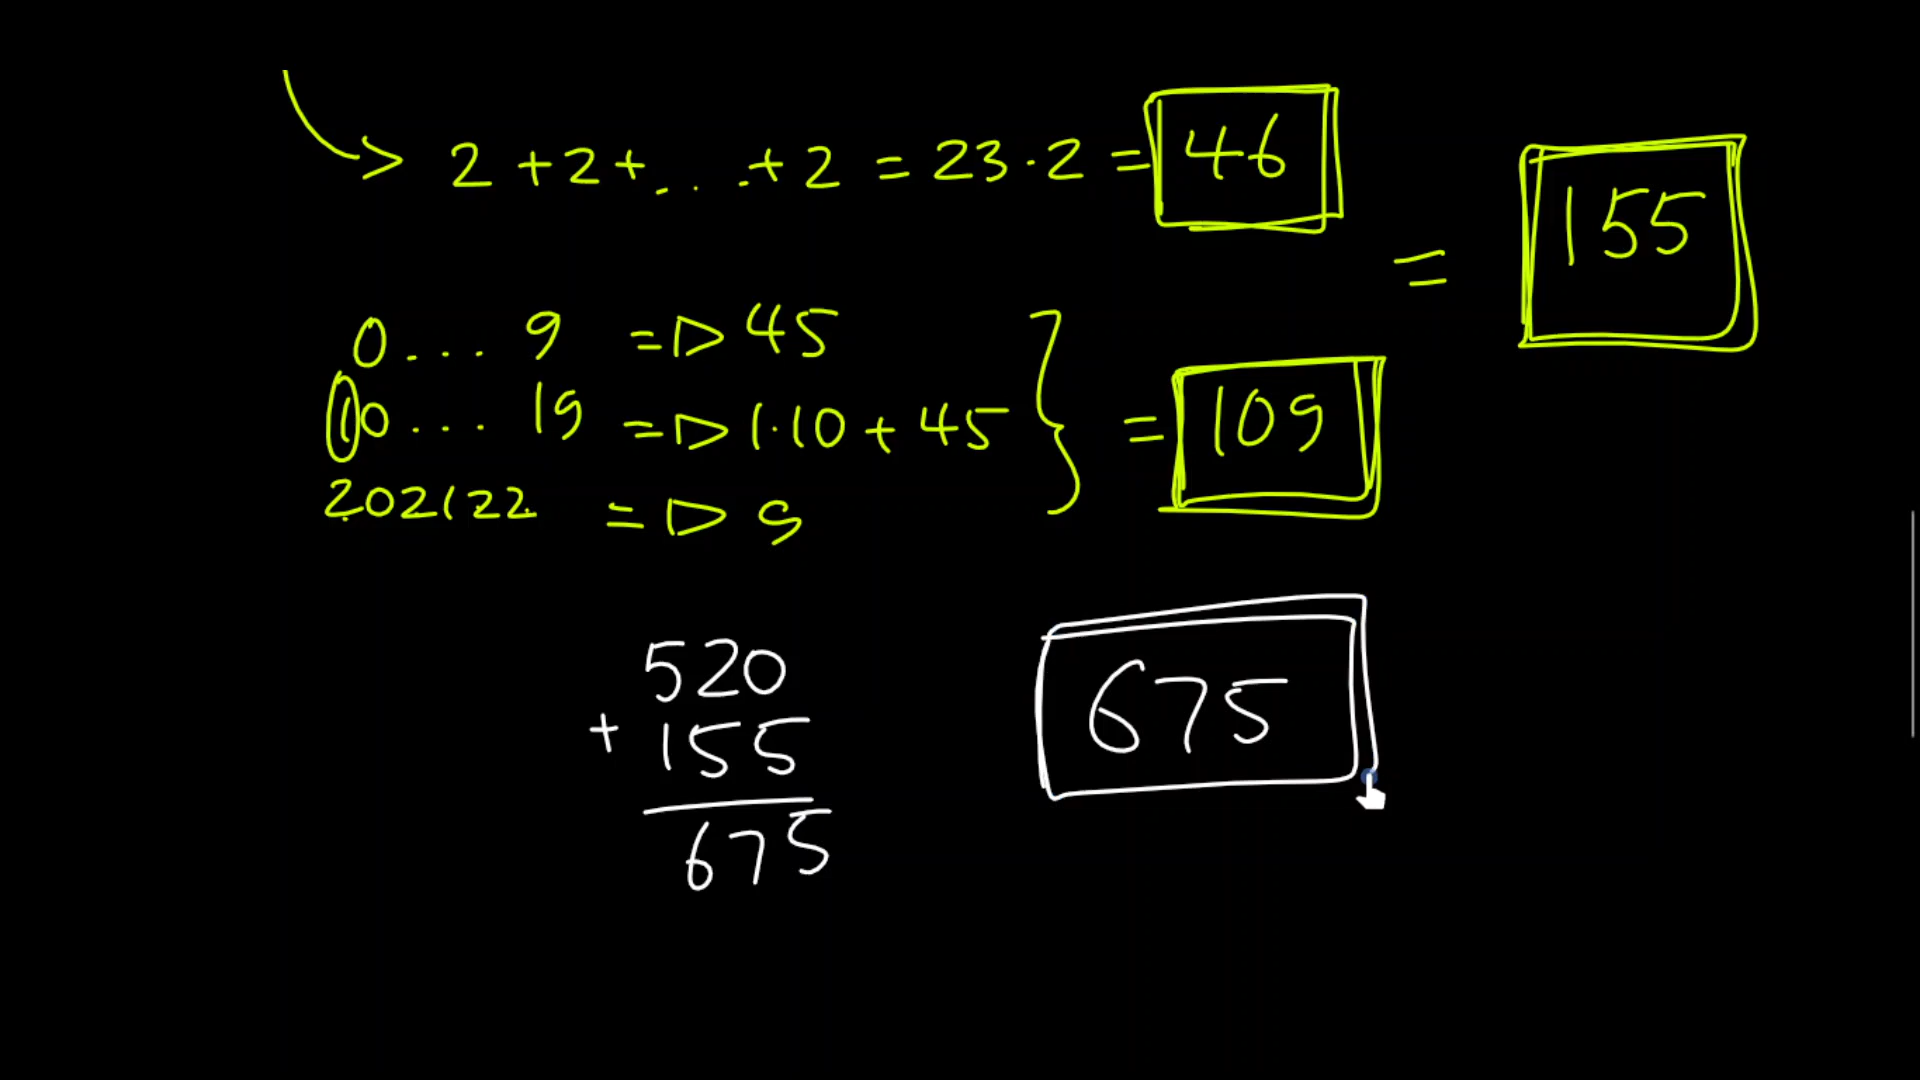 2 + 2 + . . . . + 2 = 23 · 2 = 46
= 155
0 . . . 9 => 45
10 . . . 19 => 1·10 + 45
= 109
202122 => 9
520
+ 155
675
675